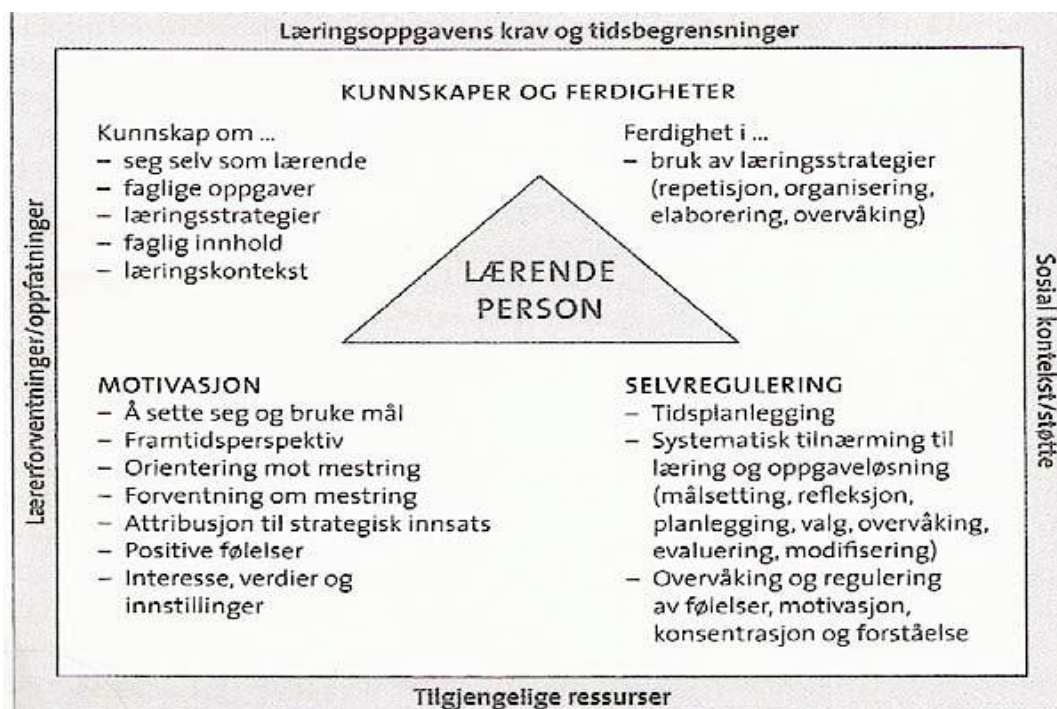 Læringsoppgavens krav og tidsbegrensninger
KUNNSKAPER OG FERDIGHETER
Kunnskap om ...
– seg selv som lærende
– faglige oppgaver
– læringsstrategier
– faglig innhold
– læringskontekst
Ferdighet i ...
– bruk av læringsstrategier
(repetisjon, organisering,
elaborering, overvåking)
LÆRENDE
PERSON
Lærerforventninger/oppfatninger
Sosial kontekst/støtte
MOTIVASJON
– Å sette seg og bruke mål
– Framtidsperspektiv
– Orientering mot mestring
– Forventning om mestring
– Attribusjon til strategisk innsats
– Positive følelser
– Interesse, verdier og
innstillinger
SELVREGULERING
– Tidsplanlegging
– Systematisk tilnærming til
læring og oppgaveløsning
(målsetting, refleksjon,
planlegging, valg, overvåking,
evaluering, modifisering)
– Overvåking og regulering
av følelser, motivasjon,
konsentrasjon og forståelse
Tilgjengelige ressurser